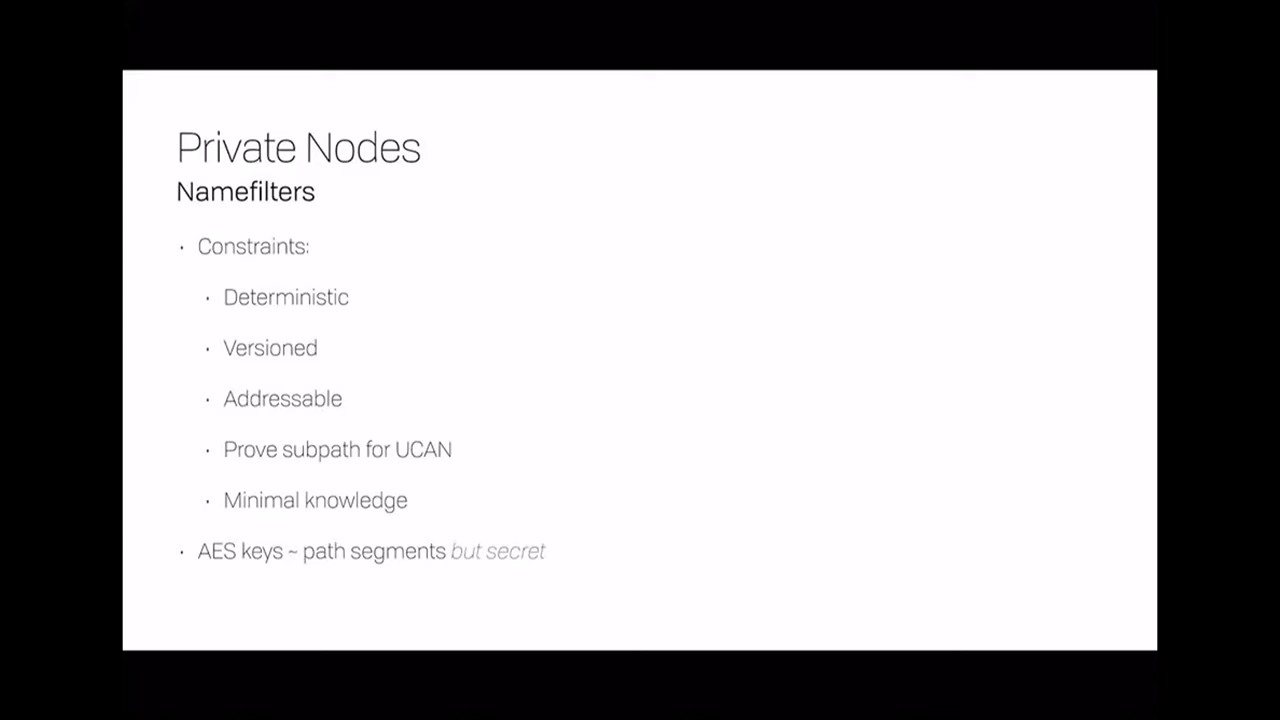 Private Nodes
Namefilters
· Constraints:
· Deterministic
· Versioned
· Addressable
· Prove subpath for UCAN
· Minimal knowledge
· AES keys ~ path segments but secret